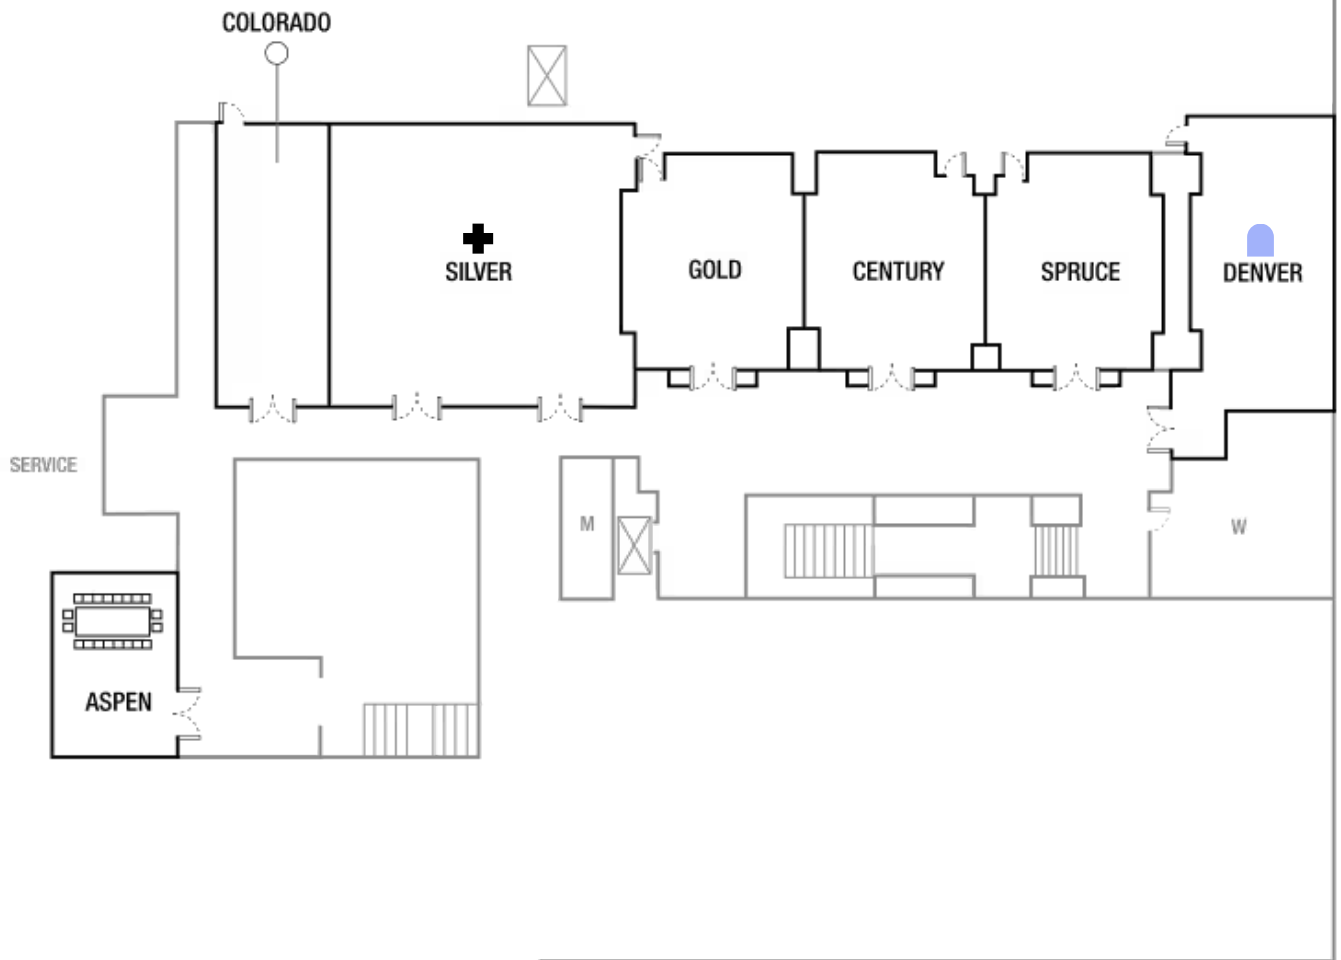 COLORADO
SILVER
GOLD
CENTURY
SPRUCE
DENVER
SERVICE
M
W
ASPEN